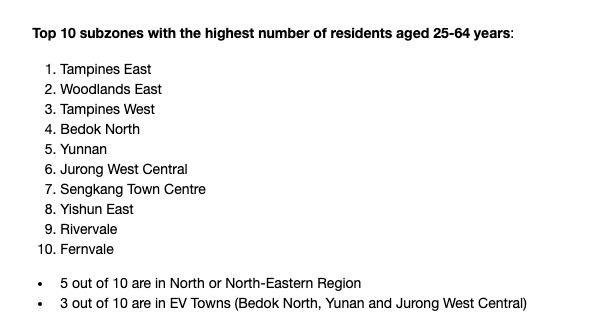 Top 10 subzones with the highest number of residents aged 25-64 years:
1. Tampines East
2. Woodlands East
3. Tampines West
4. Bedok North
5. Yunnan
6. Jurong West Central
7. Sengkang Town Centre
8. Yishun East
9. Rivervale
10. Fernvale
• 5 out of 10 are in North or North-Eastern Region
• 3 out of 10 are in EV Towns (Bedok North, Yunan and Jurong West Central)